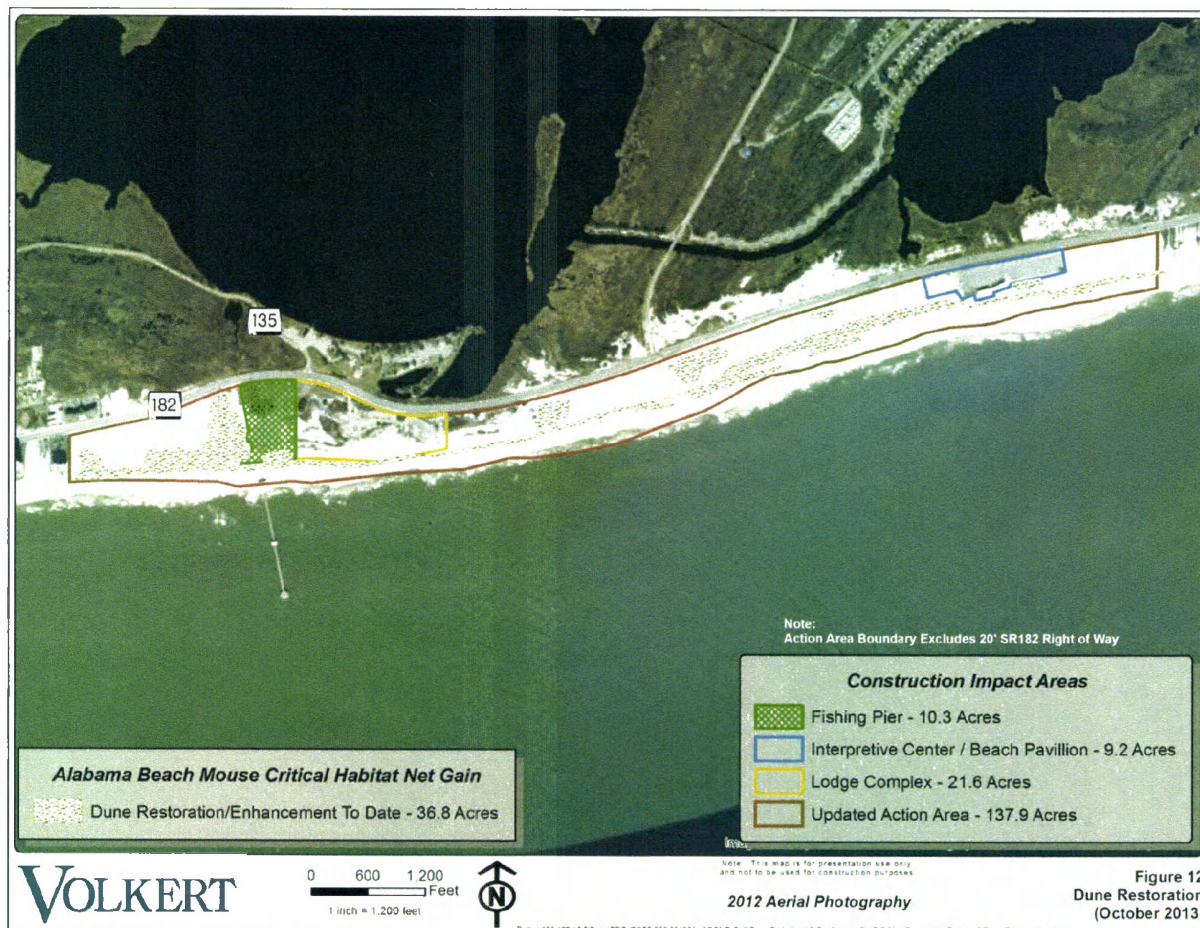 135
182
Note:
Action Area Boundary Excludes 20' SR182 Right of Way
Construction Impact Areas
Fishing Pier - 10.3 Acres
Interpretive Center / Beach Pavillion - 9.2 Acres
Lodge Complex - 21.6 Acres
Updated Action Area - 137.9 Acres
Alabama Beach Mouse Critical Habitat Net Gain
Dune Restoration/Enhancement To Date - 36.8 Acres
VOLKERT
0 600 1,200
Feet
1 inch = 1,200 feet
N
Note: This map is for presentation use only
and not to be used for construction purposes
2012 Aerial Photography
Figure 12
Dune Restoration
(October 2013